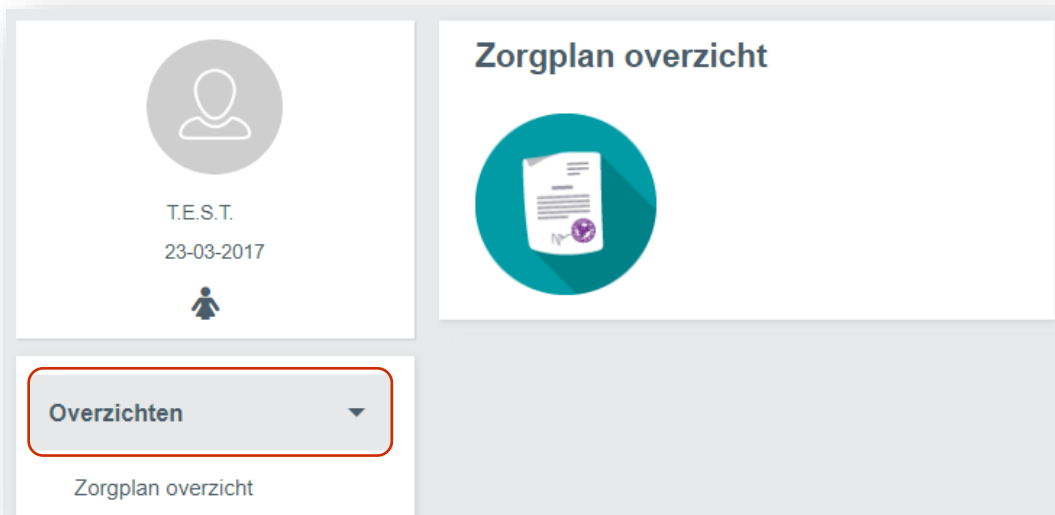 T.E.S.T.
23-03-2017
Overzichten
Zorgplan overzicht
Zorgplan overzicht